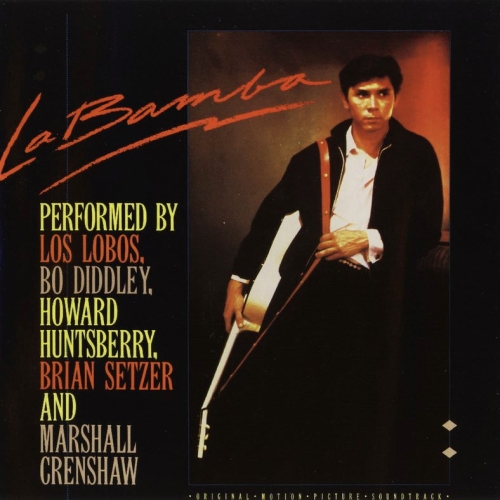 La Bamba
PERFORMED BY
LOS LOBOS,
BO DIDDLEY,
HOWARD
HUNTSBERRY,
BRIAN SETZER
AND
MARSHALL
CRENSHAW
• ORIGINAL • MOTION • PICTURE • SOUNDTRACK •